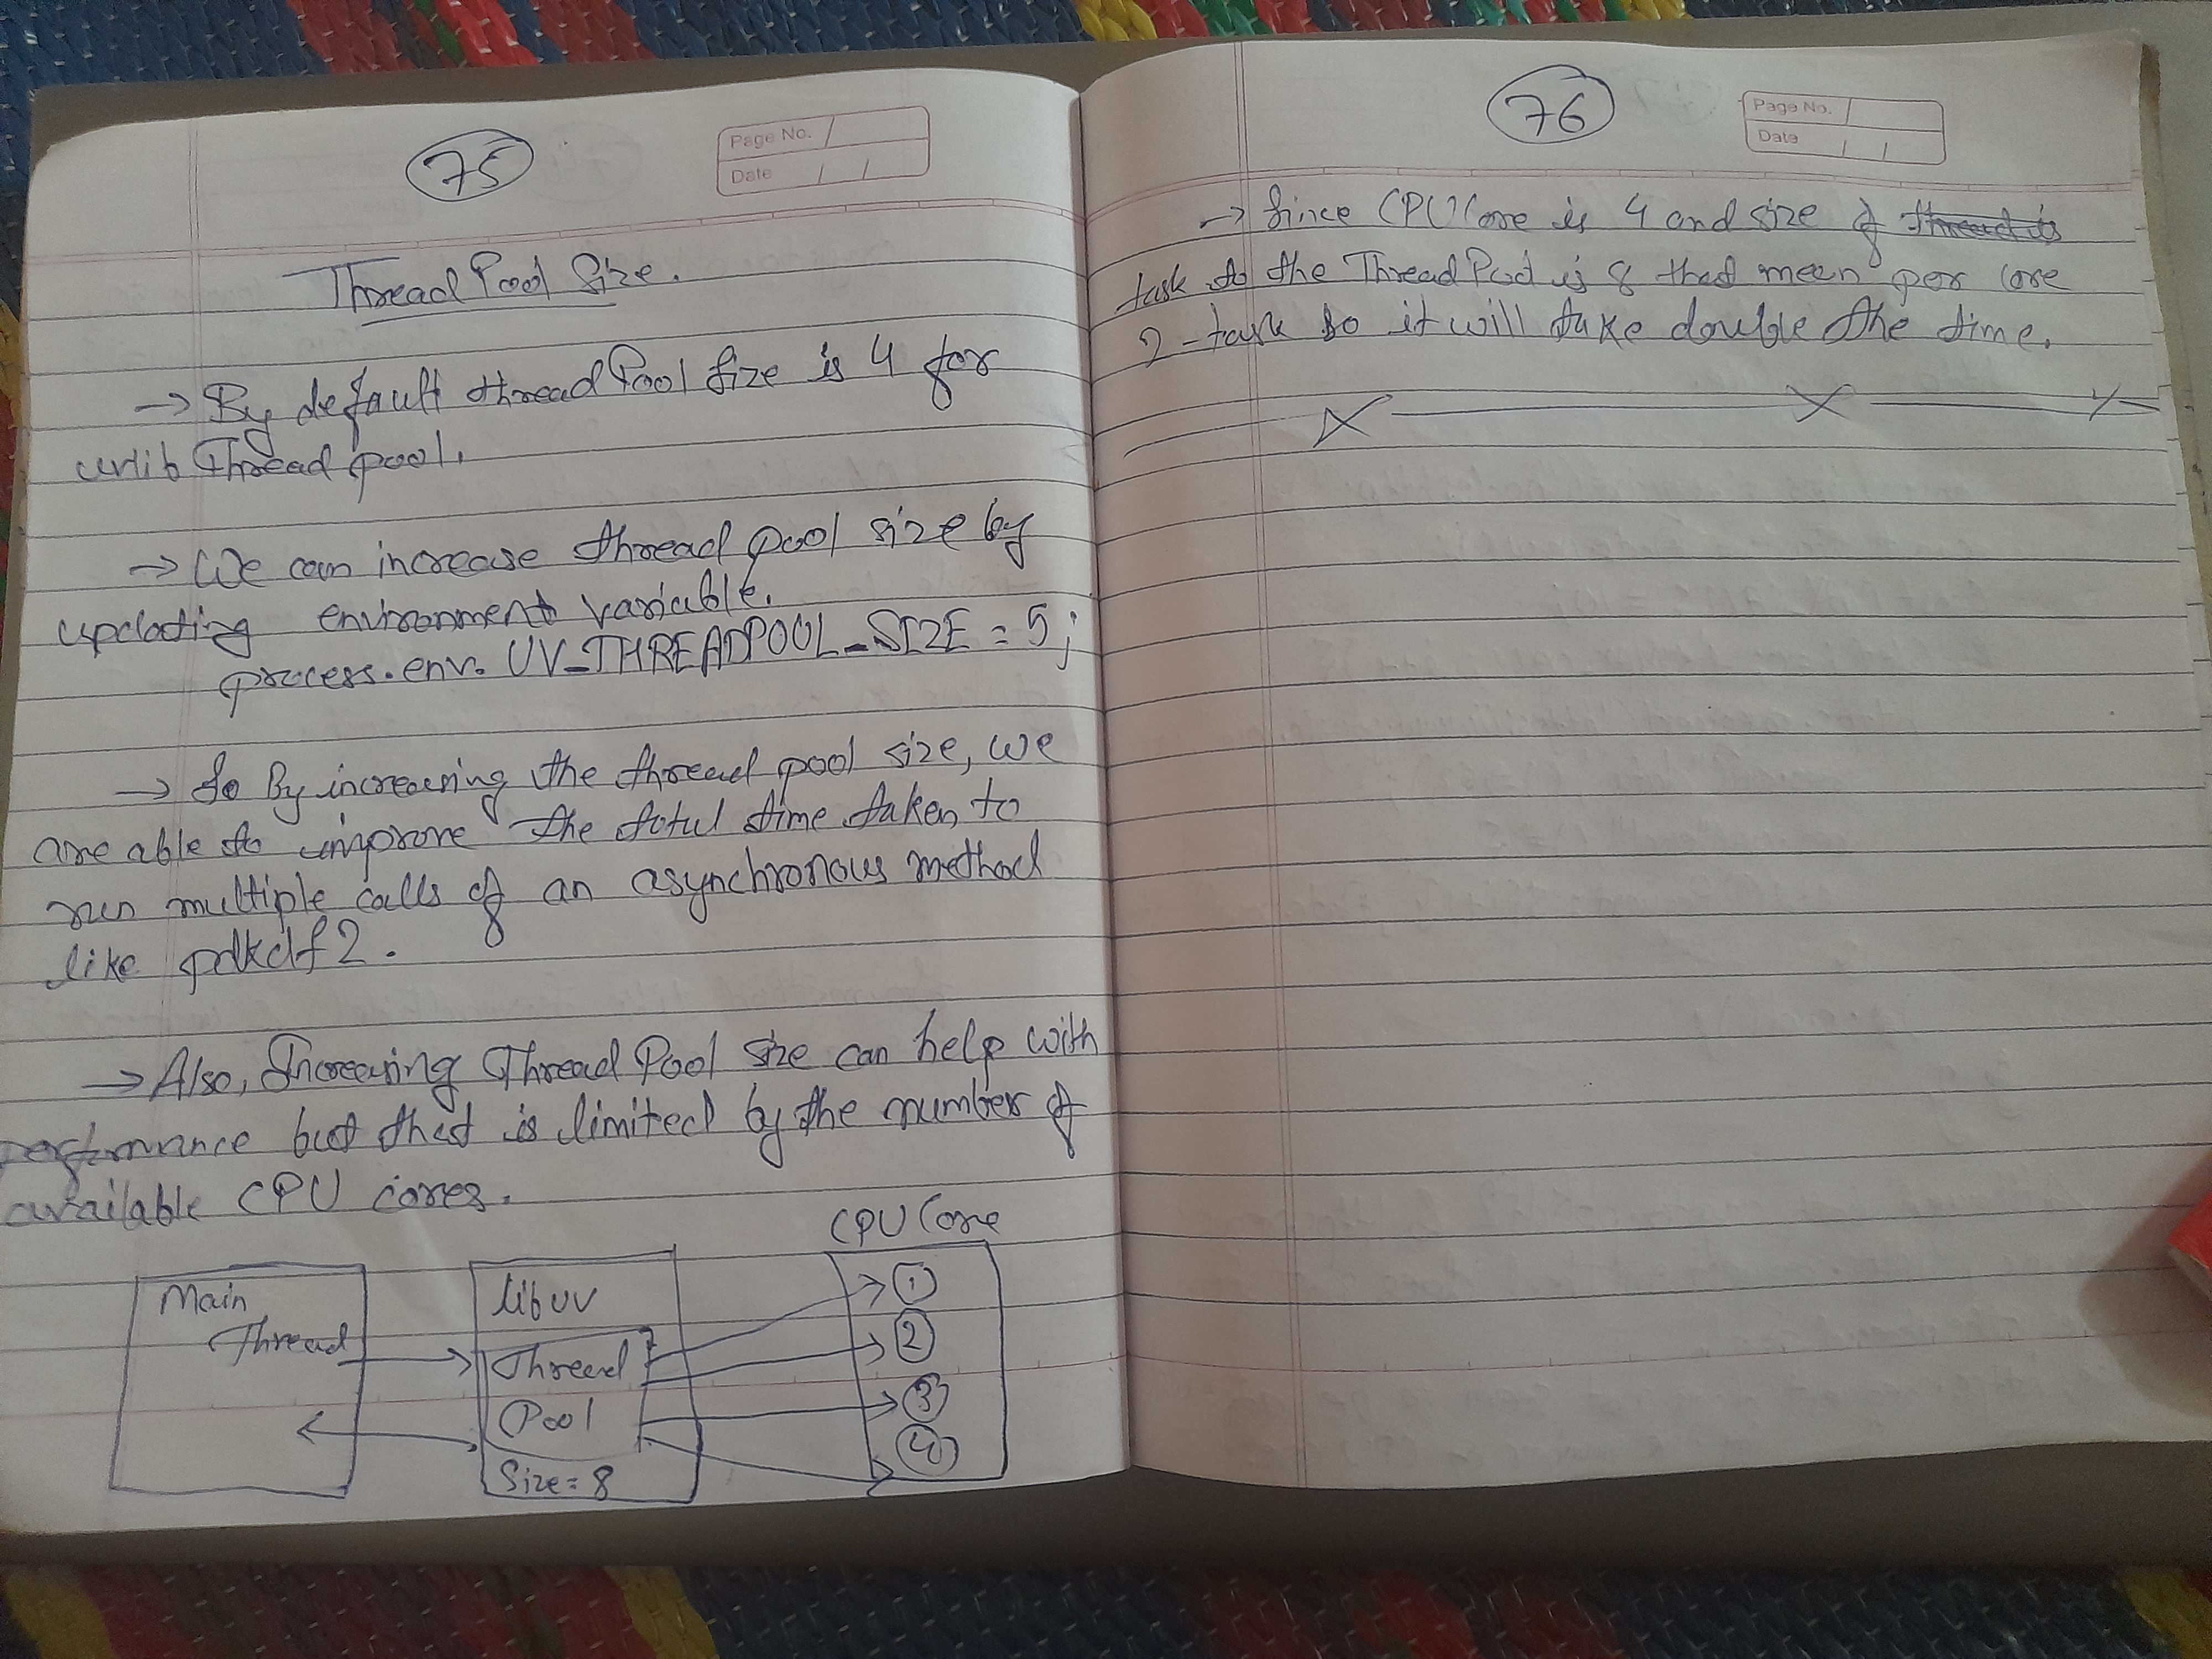 75
Page No.
Date
Thread Pool Size.
→ By default thread Pool Size is 4 for
uvlib Thread pool.
→ We can increase thread pool size by
updating environment variable.
process.env. UV_THREADPOOL_SIZE = 5;
→ So By increasing the thread pool size, we
are able to improve the total time taken to
run multiple calls of an asynchronous method
like pdkdf2.
→ Also, Increasing Thread Pool size can help with
performance but that is limited by the number of
available CPU cores.
CPU Core
Main
Thread
libUV
Thread
Pool
Size = 8
1
2
3
4
76
Page No.
Date
→ Since CPU Core is 4 and size of thread is
task to the Thread Pool is 8 that mean per core
2-task so it will take double the time.